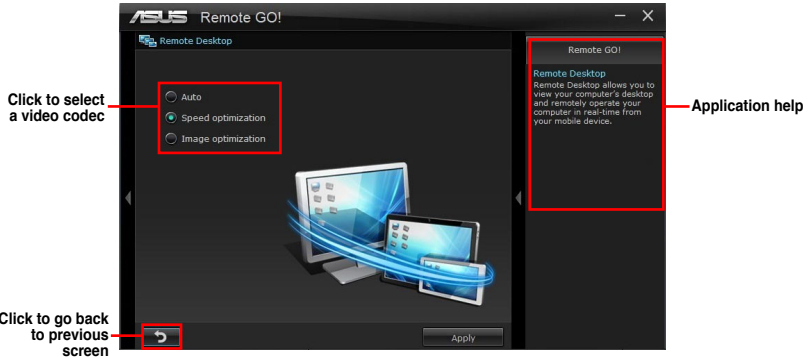 ASUS Remote GO!
Remote Desktop
Click to select
a video codec
Auto
Speed optimization
Image optimization
Remote GO!
Remote Desktop
Remote Desktop allows you to
view your computer's desktop
and remotely operate your
computer in real-time from
your mobile device.
Application help
Click to go back
to previous
screen
Apply